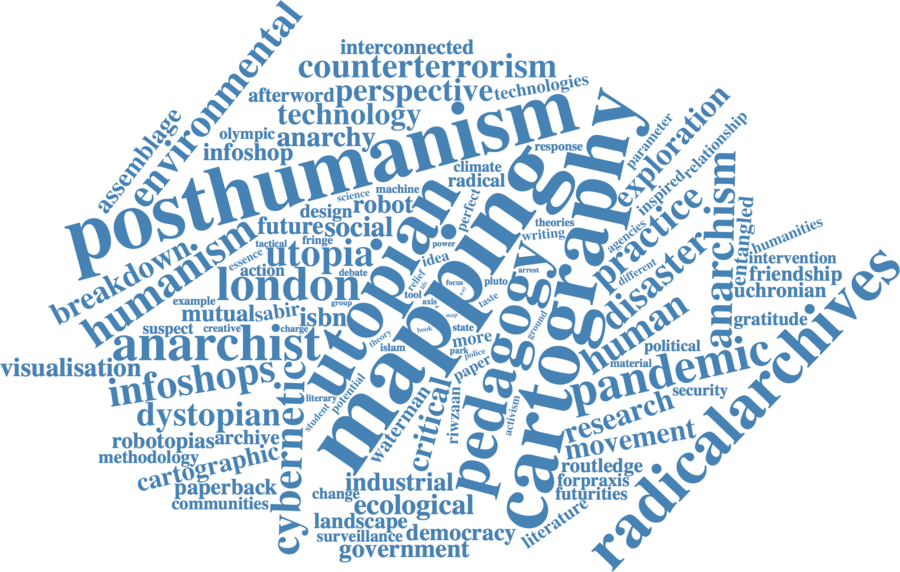 interconnected
counterterrorism
environmental
afterword
perspective
technologies
technology
assemblage
olympic
anarchy
infoshop
posthumanism
response
parameter
relationship
exploration
climate
radical
science
machine
robot
design
perfect
inspired
cartography
mapping
utopian
future
social
fringe
tactical
theories
writing
agencies
practice
anarchism
entangled
humanities
breakdown
humanism
essence
utopia
power
idea
debate
action
relief
life
different
disaster
intervention
friendship
uchronian
london
tool
focus
pluto
arrest
taste
axis
group
example
mutual
sabir
isbn
map
ground
gratitude
suspect
creative
charge
book
state
more
theory
islam
park
police
pedagogy
human
political
material
anarchist
visualisation
infoshops
paper
pandemic
radicalarchives
security
cybernetic
literary
potential
student
waterman
critical
riwzaan
activism
research
dystopian
movement
robotopias
archive
methodology
cartographic
routledge
paperback
industrial
forpraxis
change
futurities
communities
ecological
landscape
literature
surveillance
democracy
government